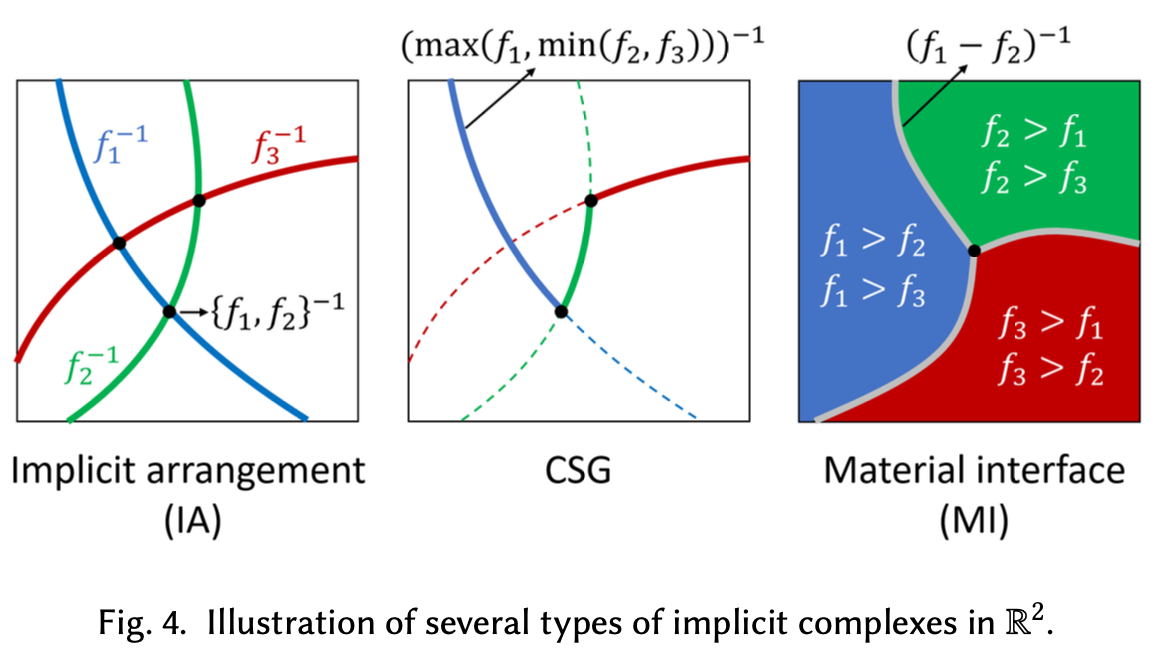 (max(f₁, min(f₂, f₃)))⁻¹
(f₁ − f₂)⁻¹
f₁⁻¹
f₃⁻¹
{f₁, f₂}⁻¹
f₂⁻¹
f₂ > f₁
f₂ > f₃
f₁ > f₂
f₁ > f₃
f₃ > f₁
f₃ > f₂
Implicit arrangement
(IA)
CSG
Material interface
(MI)
Fig. 4. Illustration of several types of implicit complexes in ℝ².